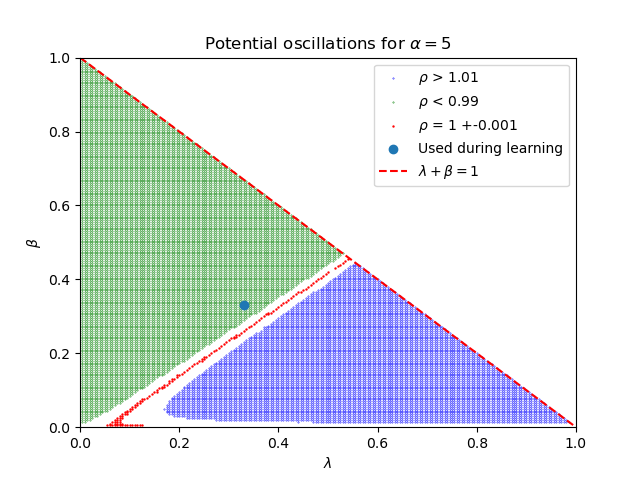 Potential oscillations for α = 5
1.0
0.8
0.6
0.4
0.2
0.0
β
ρ > 1.01
ρ < 0.99
ρ = 1 +-0.001
Used during learning
λ + β = 1
0.0 0.2 0.4 0.6 0.8 1.0
λ